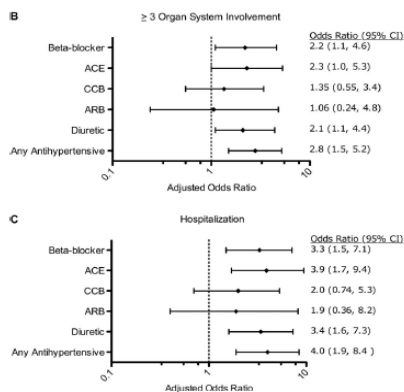 B
≥ 3 Organ System Involvement
Odds Ratio (95% CI)
Beta-blocker 2.2 (1.1, 4.6)
ACE 2.3 (1.0, 5.3)
CCB 1.35 (0.55, 3.4)
ARB 1.06 (0.24, 4.8)
Diuretic 2.1 (1.1, 4.4)
Any Antihypertensive 2.8 (1.5, 5.2)
0.1 1 10
Adjusted Odds Ratio
C
Hospitalization
Odds Ratio (95% CI)
Beta-blocker 3.3 (1.5, 7.1)
ACE 3.9 (1.7, 9.4)
CCB 2.0 (0.74, 5.3)
ARB 1.9 (0.36, 8.2)
Diuretic 3.4 (1.6, 7.3)
Any Antihypertensive 4.0 (1.9, 8.4 )
0.1 1 10
Adjusted Odds Ratio